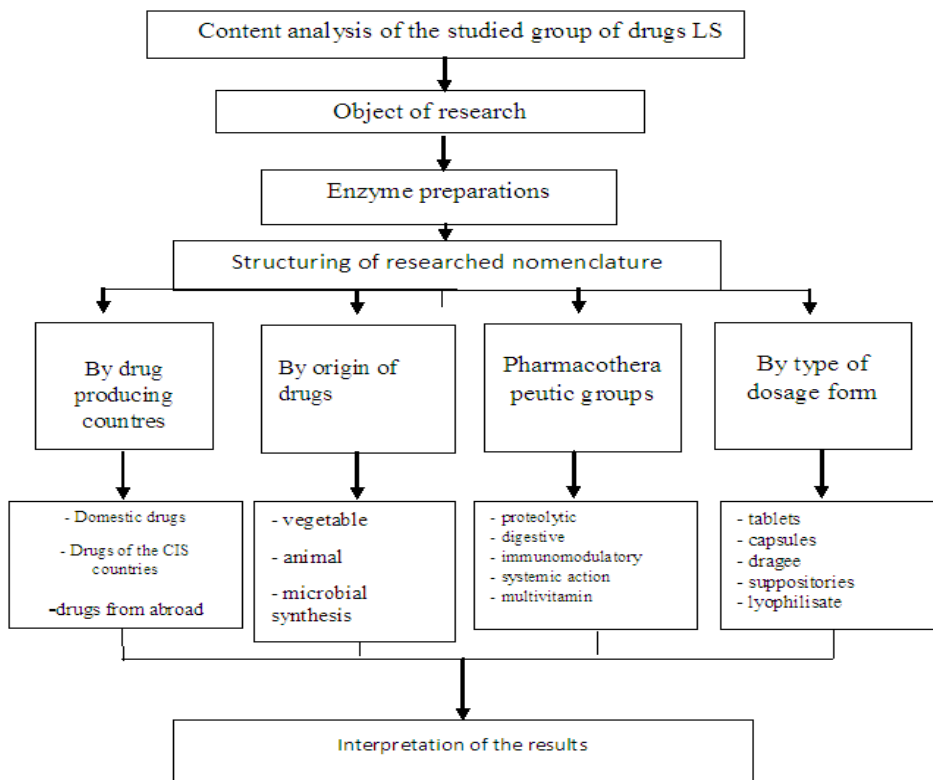 Content analysis of the studied group of drugs LS
Object of research
Enzyme preparations
Structuring of researched nomenclature
By drug
producing
countres
By origin of
drugs
Pharmacothera
peutic groups
By type of
dosage form
- Domestic drugs
- Drugs of the CIS
countries
-drugs from abroad
- vegetable
- animal
- microbial
synthesis
- proteolytic
- digestive
- immunomodulatory
- systemic action
- multivitamin
- tablets
- capsules
- dragee
- suppositories
- lyophilisate
Interpretation of the results